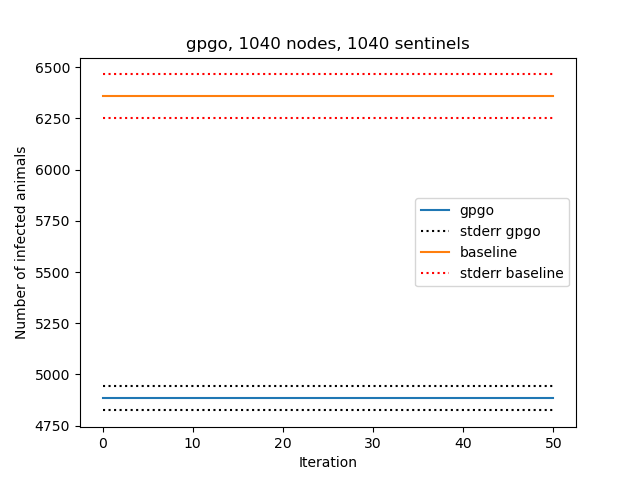 gpgo, 1040 nodes, 1040 sentinels
6500
6250
6000
5750
5500
5250
5000
4750
Number of infected animals
gpgo
stderr gpgo
baseline
stderr baseline
0 10 20 30 40 50
Iteration